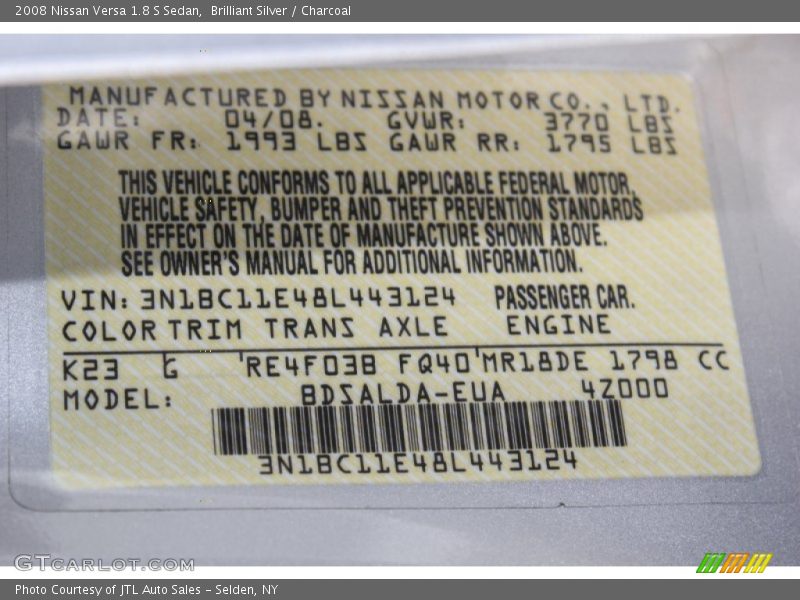 2008 Nissan Versa 1.8 S Sedan, Brilliant Silver / Charcoal
MANUFACTURED BY NISSAN MOTOR CO., LTD.
DATE: 04/08. GVWR: 3770 LBS
GAWR FR: 1993 LBS GAWR RR: 1795 LBS
THIS VEHICLE CONFORMS TO ALL APPLICABLE FEDERAL MOTOR
VEHICLE SAFETY, BUMPER AND THEFT PREVENTION STANDARDS
IN EFFECT ON THE DATE OF MANUFACTURE SHOWN ABOVE.
SEE OWNER'S MANUAL FOR ADDITIONAL INFORMATION.
VIN: 3N1BC11E48L443124 PASSENGER CAR.
COLOR TRIM TRANS AXLE ENGINE
K23 G RE4F03B FQ40 MR18DE 1798 CC
MODEL: BDSALDA-EUA 4Z000
3N1BC11E48L443124
GTCARLOT.COM
Photo Courtesy of JTL Auto Sales - Selden, NY